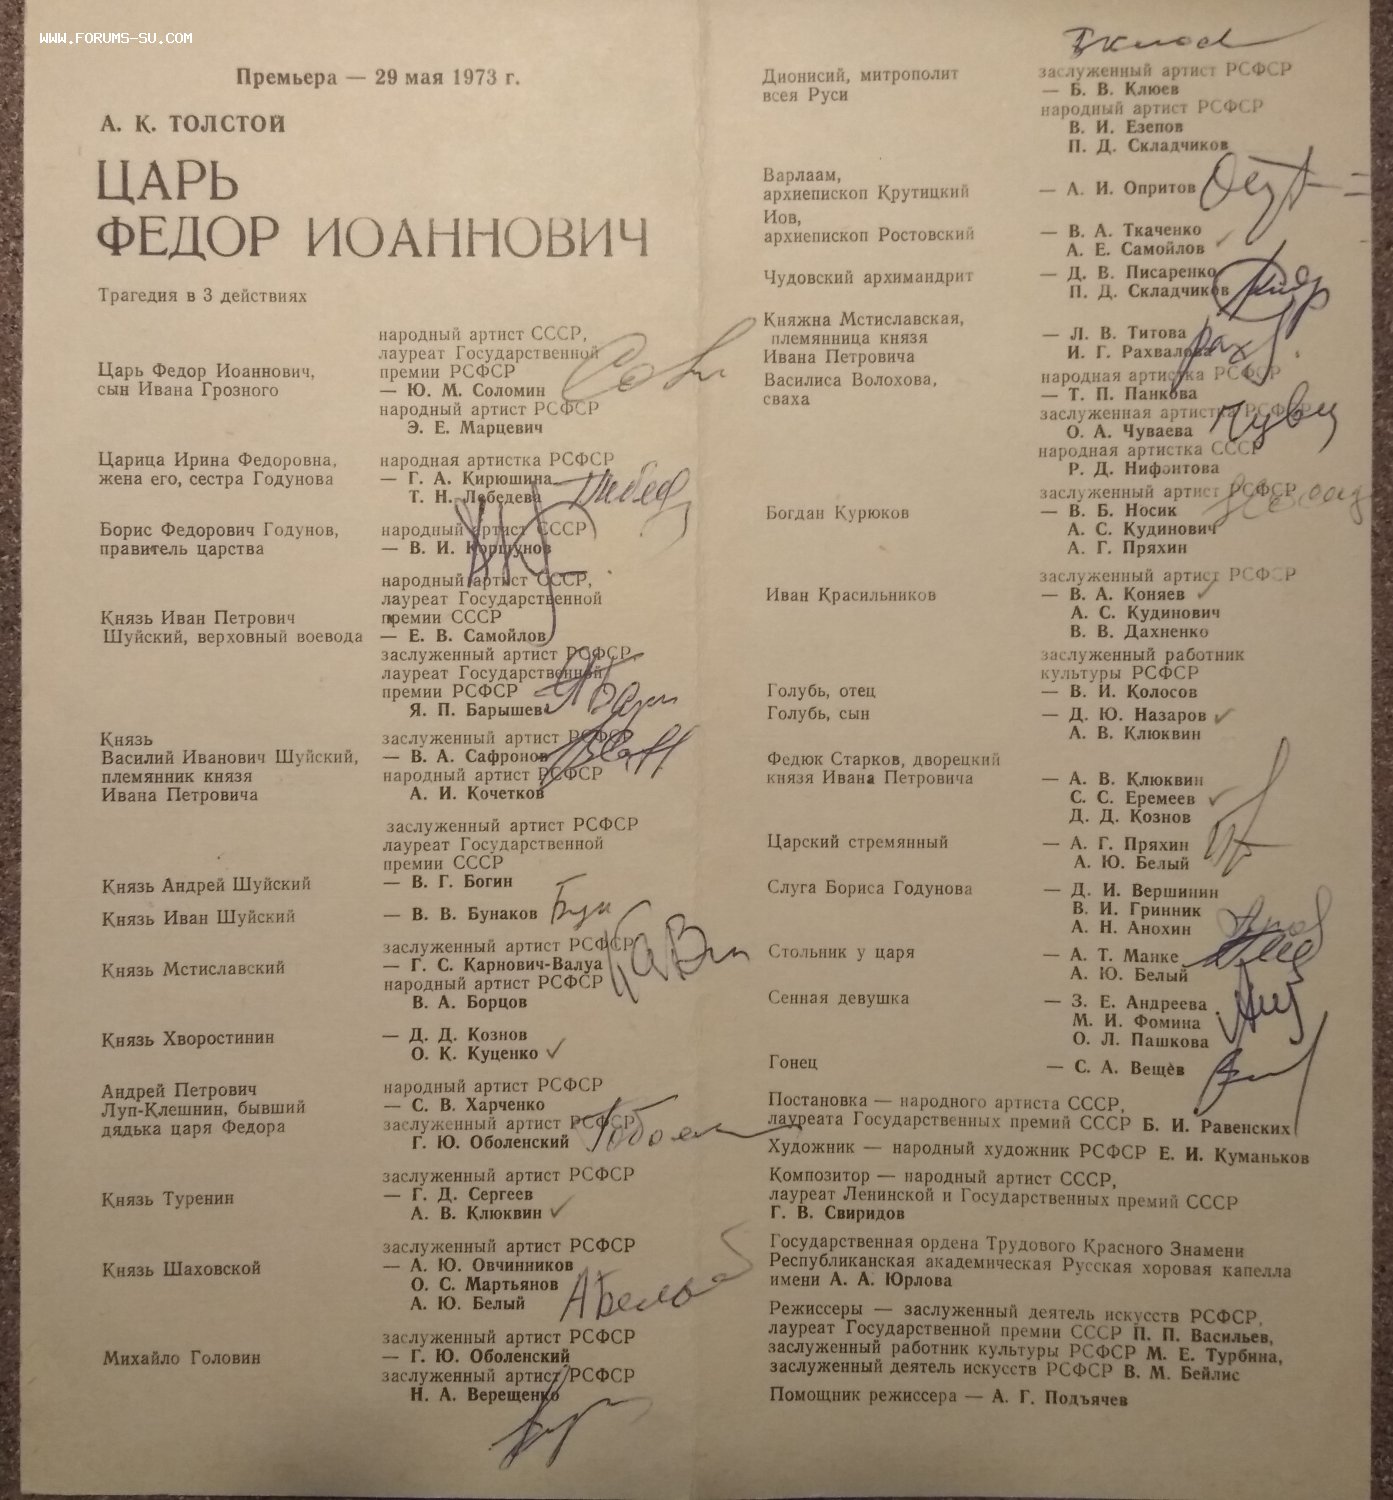 WWW.FORUMS-SU.COM
Премьера — 29 мая 1973 г.
А. К. ТОЛСТОЙ
ЦАРЬ
ФЕДОР ИОАННОВИЧ
Трагедия в 3 действиях
народный артист СССР,
лауреат Государственной
Царь Федор Иоаннович, премии РСФСР
сын Ивана Грозного — Ю. М. Соломин
народный артист РСФСР
Э. Е. Марцевич
Царица Ирина Федоровна, народная артистка РСФСР
жена его, сестра Годунова — Г. А. Кирюшина
Т. Н. Лебедева
Борис Федорович Годунов, народный артист СССР
правитель царства — В. И. Коршунов
народный артист СССР,
лауреат Государственной
Князь Иван Петрович премии СССР
Шуйский, верховный воевода — Е. В. Самойлов
заслуженный артист РСФСР,
лауреат Государственной
премии РСФСР
Я. П. Барышев
Князь заслуженный артист РСФСР
Василий Иванович Шуйский, — В. А. Сафронов
племянник князя народный артист РСФСР
Ивана Петровича А. И. Кочетков
заслуженный артист РСФСР
лауреат Государственной
премии СССР
Князь Андрей Шуйский — В. Г. Богин
Князь Иван Шуйский — В. В. Бунаков
заслуженный артист РСФСР
Князь Мстиславский — Г. С. Карнович-Валуа
народный артист РСФСР
В. А. Борцов
Князь Хворостинин — Д. Д. Кознов
О. К. Куценко
Андрей Петрович народный артист РСФСР
Луп-Клешнин, бывший — С. В. Харченко
дядька царя Федора заслуженный артист РСФСР
Г. Ю. Оболенский
заслуженный артист РСФСР
Князь Туренин — Г. Д. Сергеев
А. В. Клюквин
заслуженный артист РСФСР
Князь Шаховской — А. Ю. Овчинников
О. С. Мартьянов
А. Ю. Белый
заслуженный артист РСФСР
Михайло Головин — Г. Ю. Оболенский
заслуженный артист РСФСР
Н. А. Верещенко
Дионисий, митрополит заслуженный артист РСФСР
всея Руси — Б. В. Клюев
народный артист РСФСР
В. И. Езепов
П. Д. Складчиков
Варлаам,
архиепископ Крутицкий — А. И. Опритов
Иов,
архиепископ Ростовский — В. А. Ткаченко
А. Е. Самойлов
Чудовский архимандрит — Д. В. Писаренко
П. Д. Складчиков
Княжна Мстиславская,
племянница князя — Л. В. Титова
Ивана Петровича И. Г. Рахвалова
Василиса Волохова, народная артистка РСФСР
сваха — Т. П. Панкова
заслуженная артистка РСФСР
О. А. Чуваева
народная артистка СССР
Р. Д. Нифонтова
заслуженный артист РСФСР
Богдан Курюков — В. Б. Носик
А. С. Кудинович
А. Г. Пряхин
заслуженный артист РСФСР
Иван Красильников — В. А. Коняев
А. С. Кудинович
В. В. Дахненко
заслуженный работник
культуры РСФСР
Голубь, отец — В. И. Колосов
Голубь, сын — Д. Ю. Назаров
А. В. Клюквин
Федюк Старков, дворецкий
князя Ивана Петровича — А. В. Клюквин
С. С. Еремеев
Д. Д. Кознов
Царский стремянный — А. Г. Пряхин
А. Ю. Белый
Слуга Бориса Годунова — Д. И. Вершинин
В. И. Гринник
А. Н. Анохин
Стольник у царя — А. Т. Манке
А. Ю. Белый
Сенная девушка — З. Е. Андреева
М. И. Фомина
О. Л. Пашкова
Гонец — С. А. Вещёв
Постановка — народного артиста СССР,
лауреата Государственных премий СССР Б. И. Равенских
Художник — народный художник РСФСР Е. И. Куманьков
Композитор — народный артист СССР,
лауреат Ленинской и Государственных премий СССР
Г. В. Свиридов
Государственная ордена Трудового Красного Знамени
Республиканская академическая Русская хоровая капелла
имени А. А. Юрлова
Режиссеры — заслуженный деятель искусств РСФСР,
лауреат Государственной премии СССР П. П. Васильев,
заслуженный работник культуры РСФСР М. Е. Турбина,
заслуженный деятель искусств РСФСР В. М. Бейлис
Помощник режиссера — А. Г. Подъячев